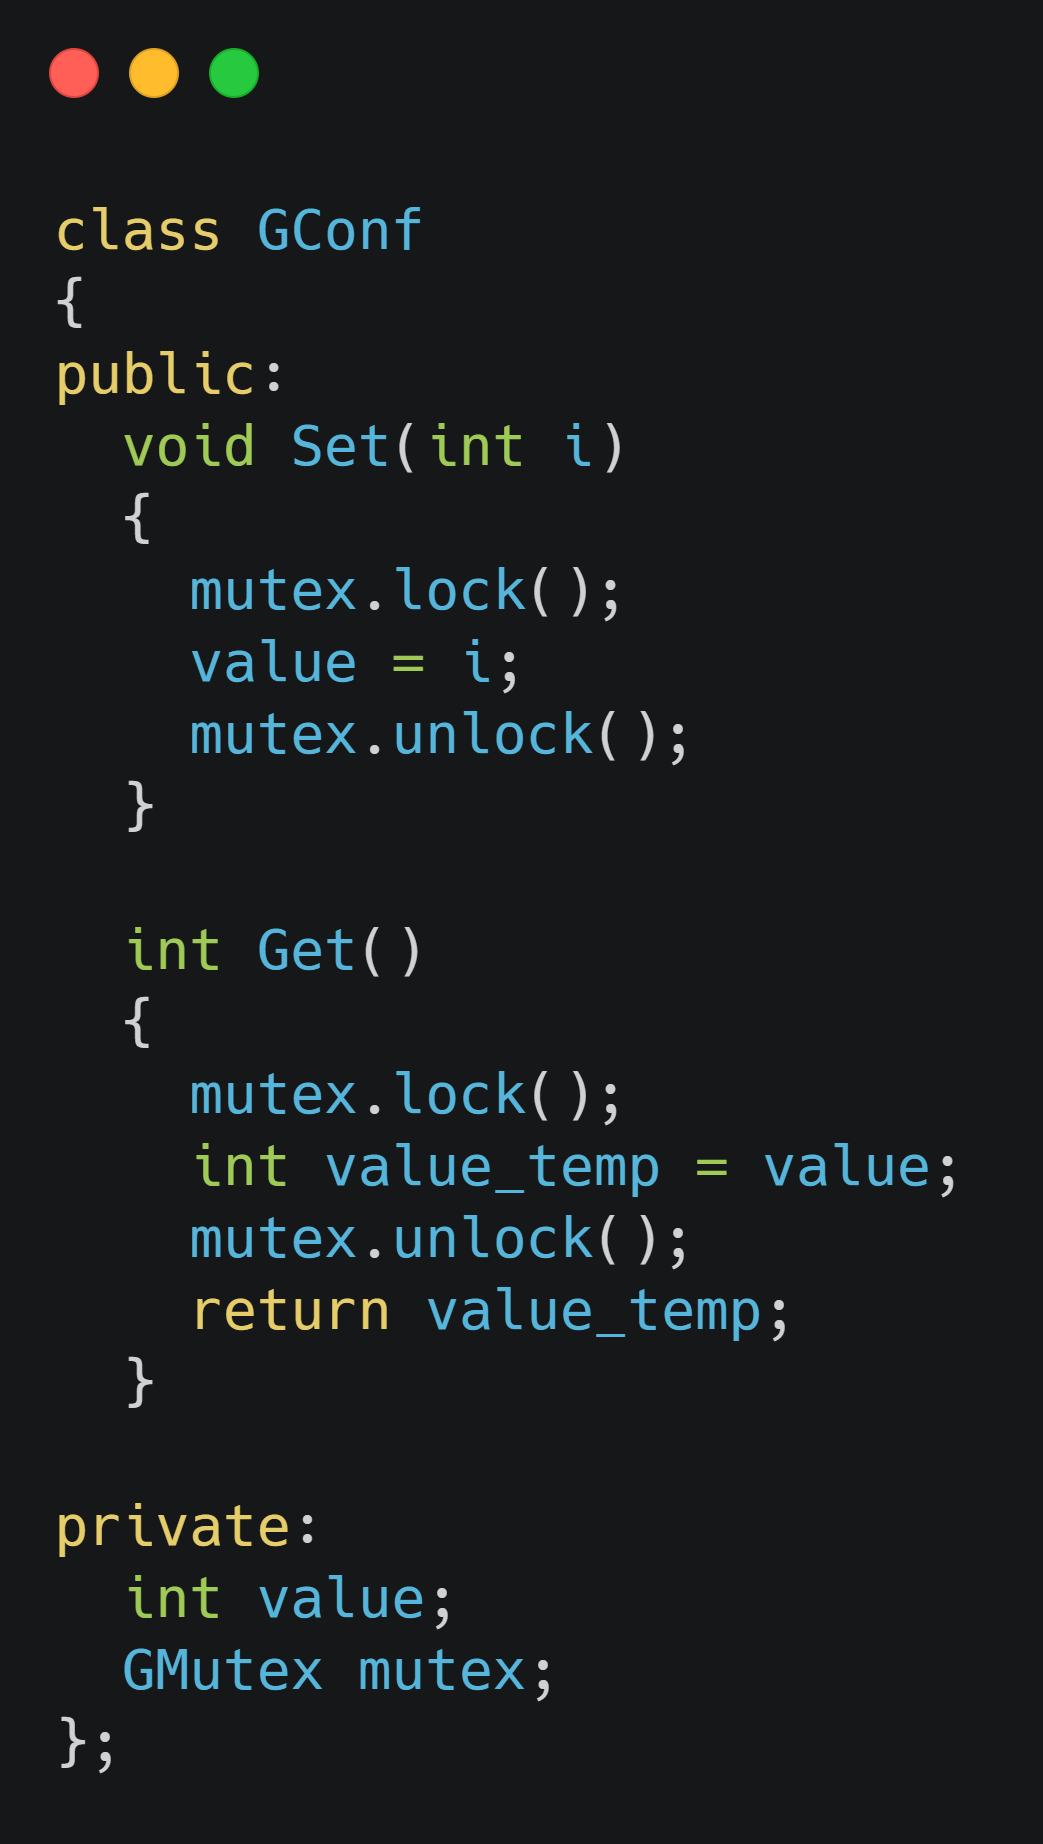 class GConf
{
public:
  void Set(int i)
  {
    mutex.lock();
    value = i;
    mutex.unlock();
  }

  int Get()
  {
    mutex.lock();
    int value_temp = value;
    mutex.unlock();
    return value_temp;
  }

private:
  int value;
  GMutex mutex;
};